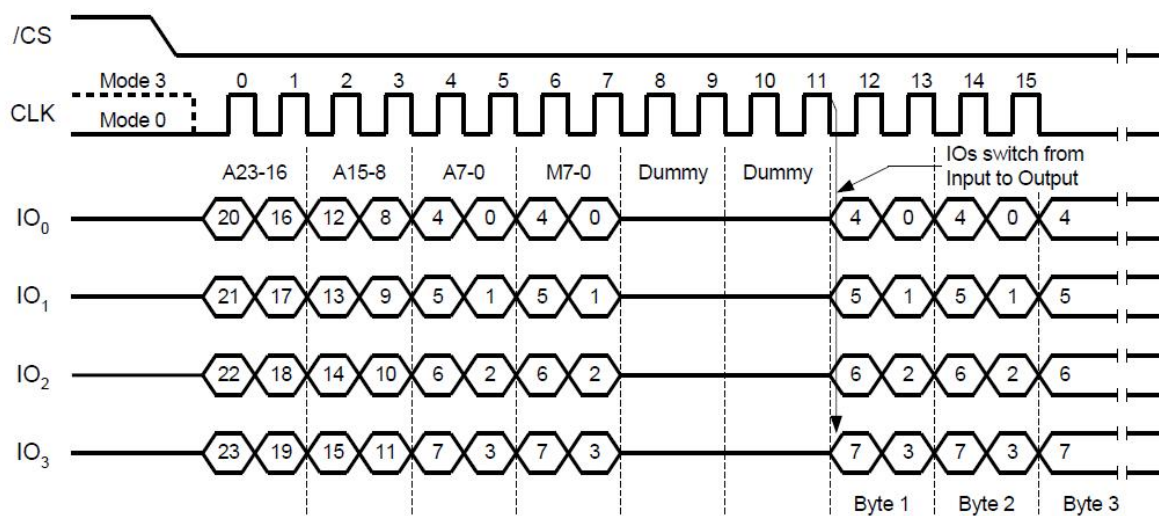 /CS
Mode 3 0 1 2 3 4 5 6 7 8 9 10 11 12 13 14 15
CLK
Mode 0
IOs switch from
Input to Output
A23-16 A15-8 A7-0 M7-0 Dummy Dummy
IO0 20 16 12 8 4 0 4 0 4 0 4 0 4
IO1 21 17 13 9 5 1 5 1 5 1 5 1 5
IO2 22 18 14 10 6 2 6 2 6 2 6 2 6
IO3 23 19 15 11 7 3 7 3 7 3 7 3 7
Byte 1 Byte 2 Byte 3